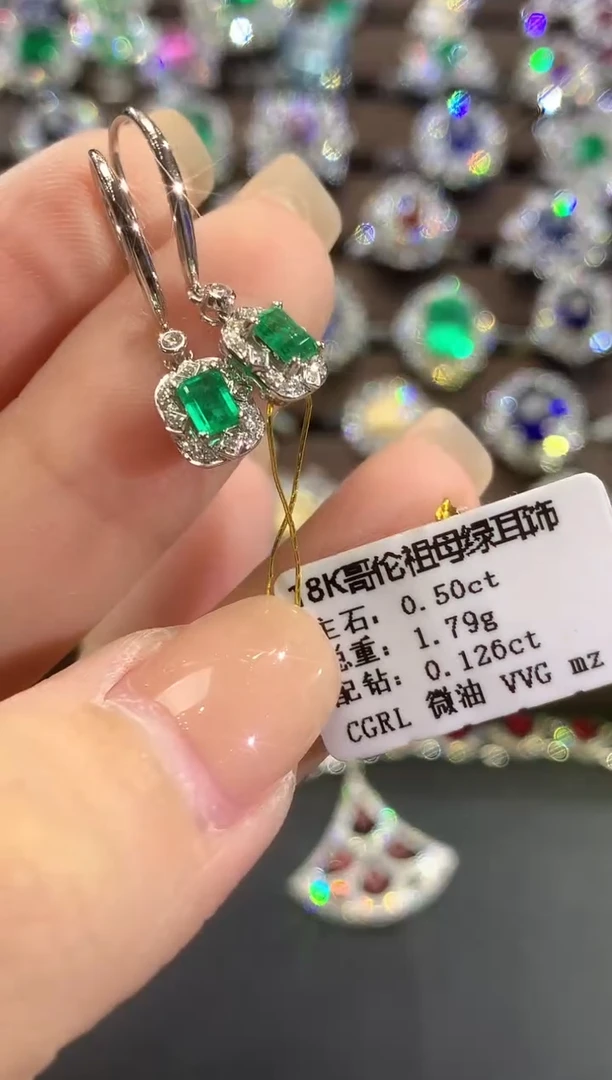 18K哥伦祖母绿耳饰
主石: 0.50ct
总重: 1.79g
配钻: 0.126ct
CGRL 微油 VVG mz